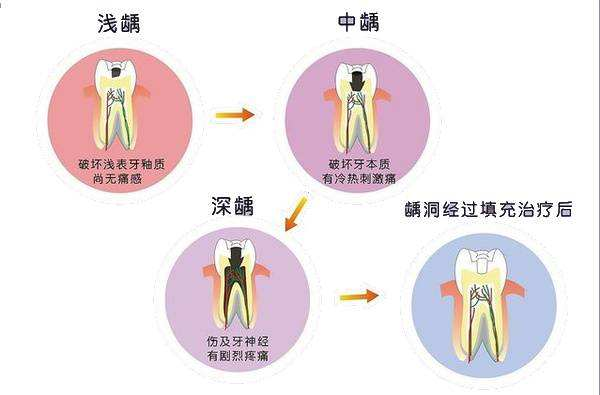 浅龋
中龋
破坏浅表牙釉质
尚无痛感
破坏牙本质
有冷热刺激痛
深龋
龋洞经过填充治疗后
伤及牙神经
有剧烈疼痛